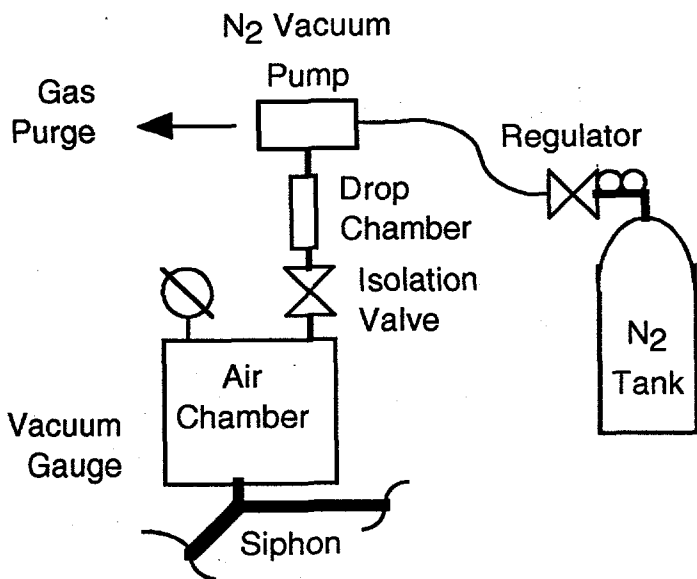 N2 Vacuum
Pump
Gas
Purge
Regulator
Drop
Chamber
Isolation
Valve
N2
Tank
Air
Chamber
Vacuum
Gauge
Siphon